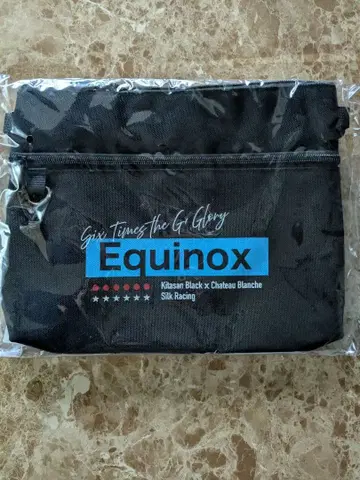 Six Times the G1 Glory
Equinox
Kitasan Black x Chateau Blanche
★★★★★★ Silk Racing